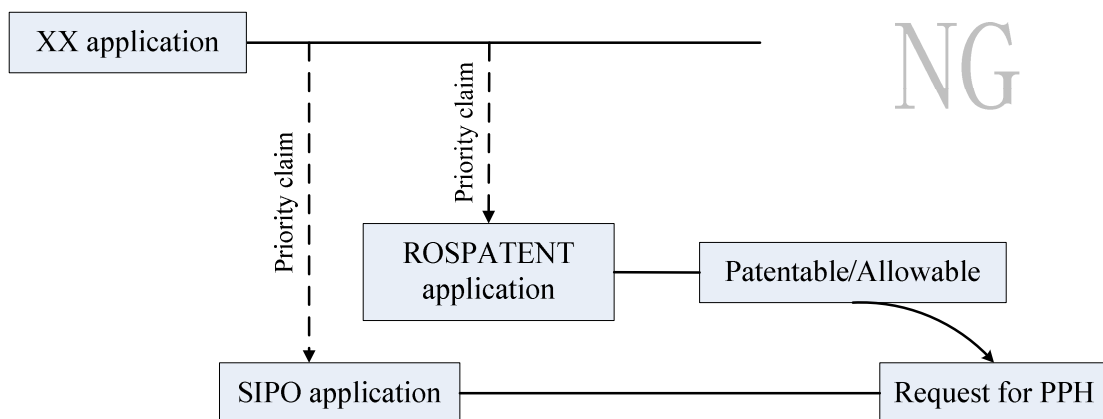 XX application
NG
Priority claim
Priority claim
ROSPATENT
application
Patentable/Allowable
SIPO application
Request for PPH